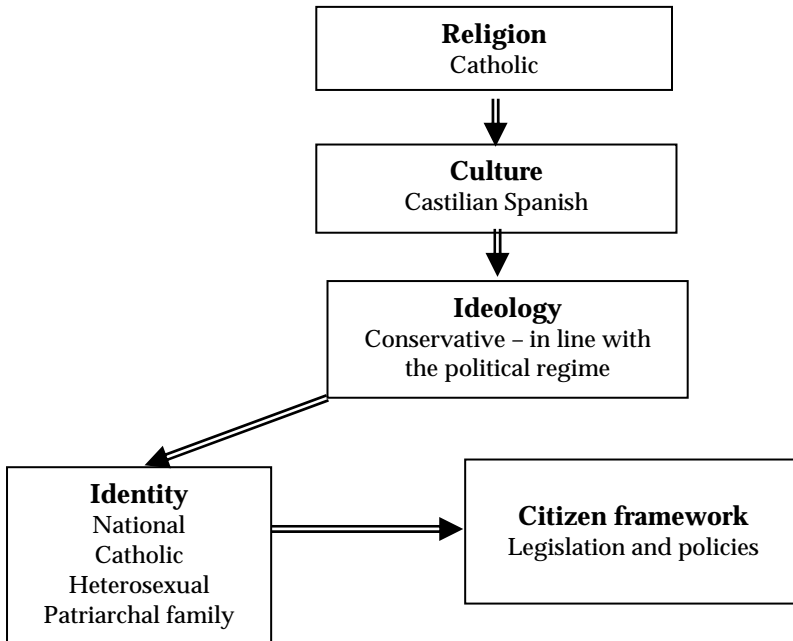 Religion
Catholic
Culture
Castilian Spanish
Ideology
Conservative – in line with
the political regime
Identity
National
Catholic
Heterosexual
Patriarchal family
Citizen framework
Legislation and policies